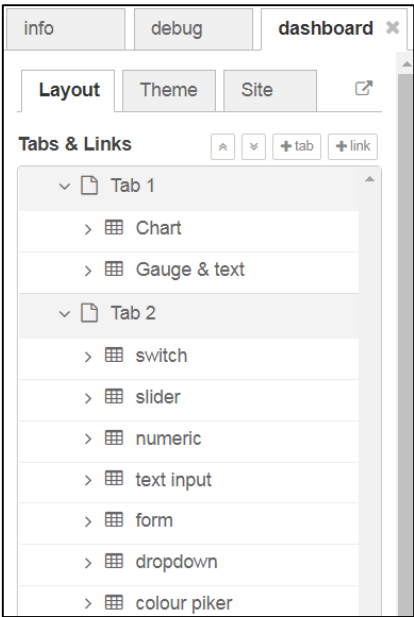 info debug dashboard
Layout Theme Site
Tabs & Links +tab +link
Tab 1
Chart
Gauge & text
Tab 2
switch
slider
numeric
text input
form
dropdown
colour piker